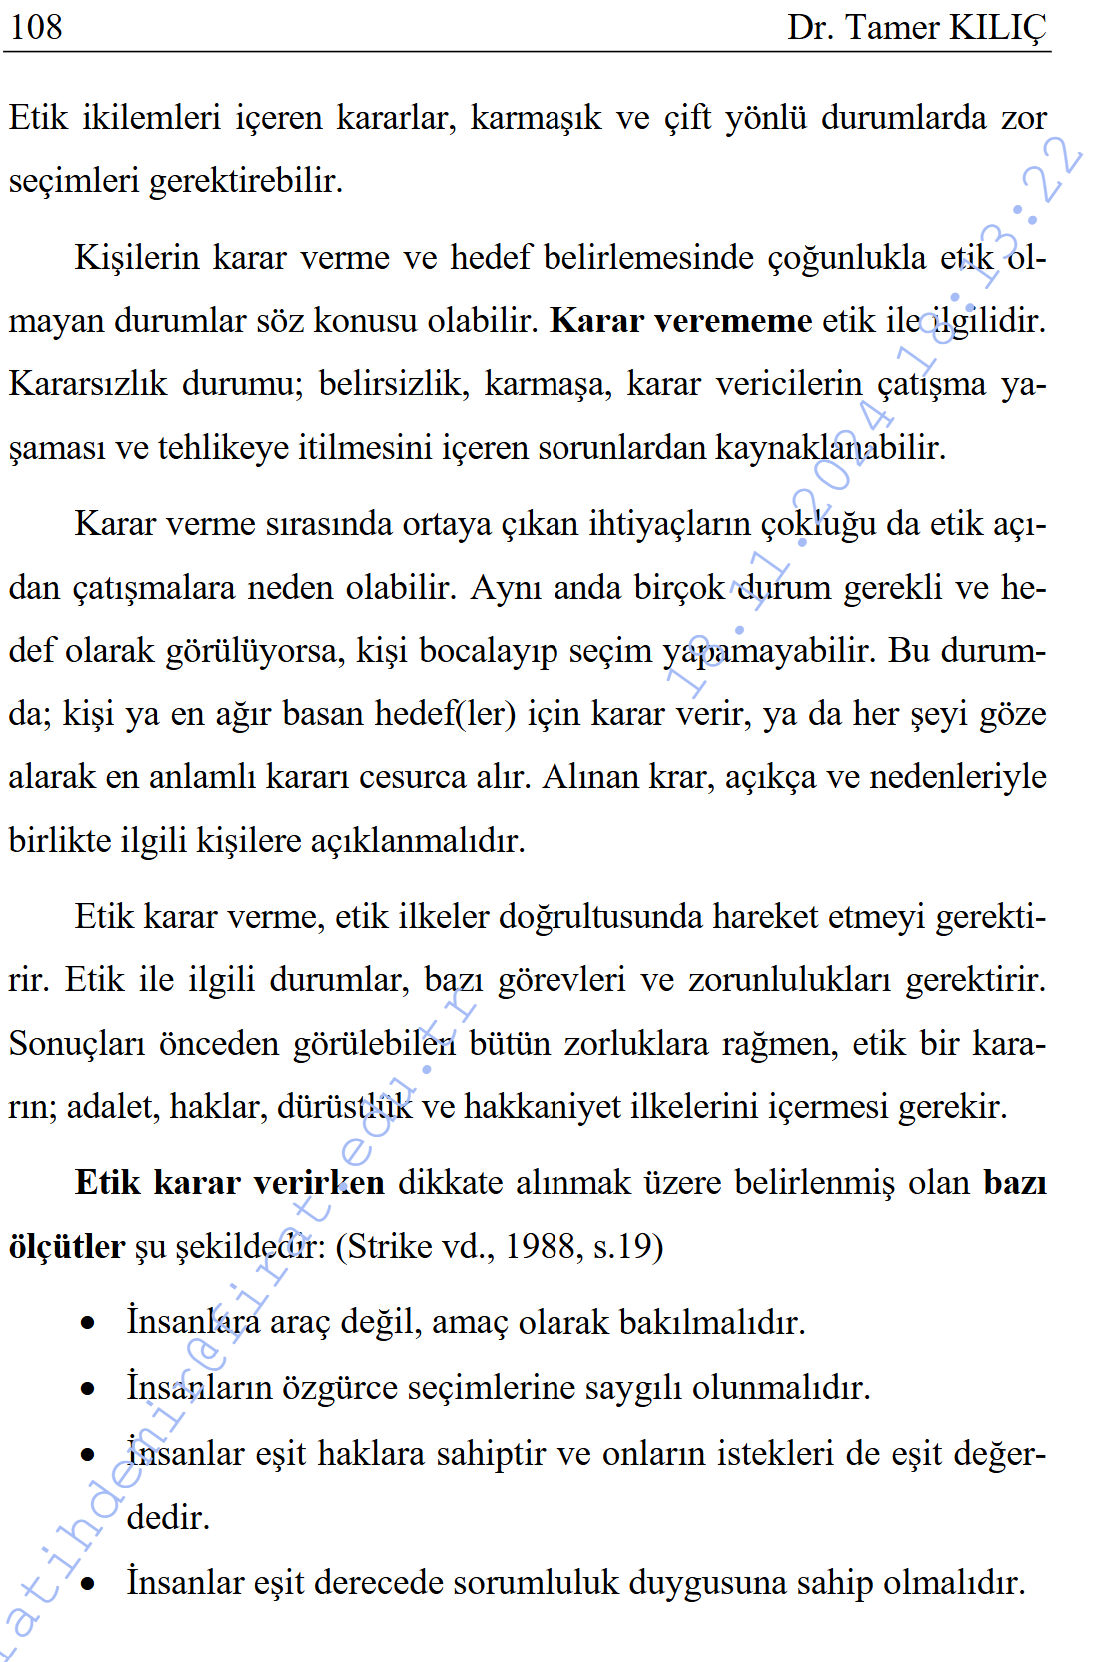 108 Dr. Tamer KILIÇ
Etik ikilemleri içeren kararlar, karmaşık ve çift yönlü durumlarda zor
seçimleri gerektirebilir.
Kişilerin karar verme ve hedef belirlemesinde çoğunlukla etik ol-
mayan durumlar söz konusu olabilir. Karar verememe etik ile ilgilidir.
Kararsızlık durumu; belirsizlik, karmaşa, karar vericilerin çatışma ya-
şaması ve tehlikeye itilmesini içeren sorunlardan kaynaklanabilir.
Karar verme sırasında ortaya çıkan ihtiyaçların çokluğu da etik açı-
dan çatışmalara neden olabilir. Aynı anda birçok durum gerekli ve he-
def olarak görülüyorsa, kişi bocalayıp seçim yapamayabilir. Bu durum-
da; kişi ya en ağır basan hedef(ler) için karar verir, ya da her şeyi göze
alarak en anlamlı kararı cesurca alır. Alınan krar, açıkça ve nedenleriyle
birlikte ilgili kişilere açıklanmalıdır.
Etik karar verme, etik ilkeler doğrultusunda hareket etmeyi gerekti-
rir. Etik ile ilgili durumlar, bazı görevleri ve zorunlulukları gerektirir.
Sonuçları önceden görülebilen bütün zorluklara rağmen, etik bir kara-
rın; adalet, haklar, dürüstlük ve hakkaniyet ilkelerini içermesi gerekir.
Etik karar verirken dikkate alınmak üzere belirlenmiş olan bazı
ölçütler şu şekildedir: (Strike vd., 1988, s.19)
• İnsanlara araç değil, amaç olarak bakılmalıdır.
• İnsanların özgürce seçimlerine saygılı olunmalıdır.
• İnsanlar eşit haklara sahiptir ve onların istekleri de eşit değer-
dedir.
• İnsanlar eşit derecede sorumluluk duygusuna sahip olmalıdır.
atihdemir@firat.edu.tr
18.11.2024 18:13:22